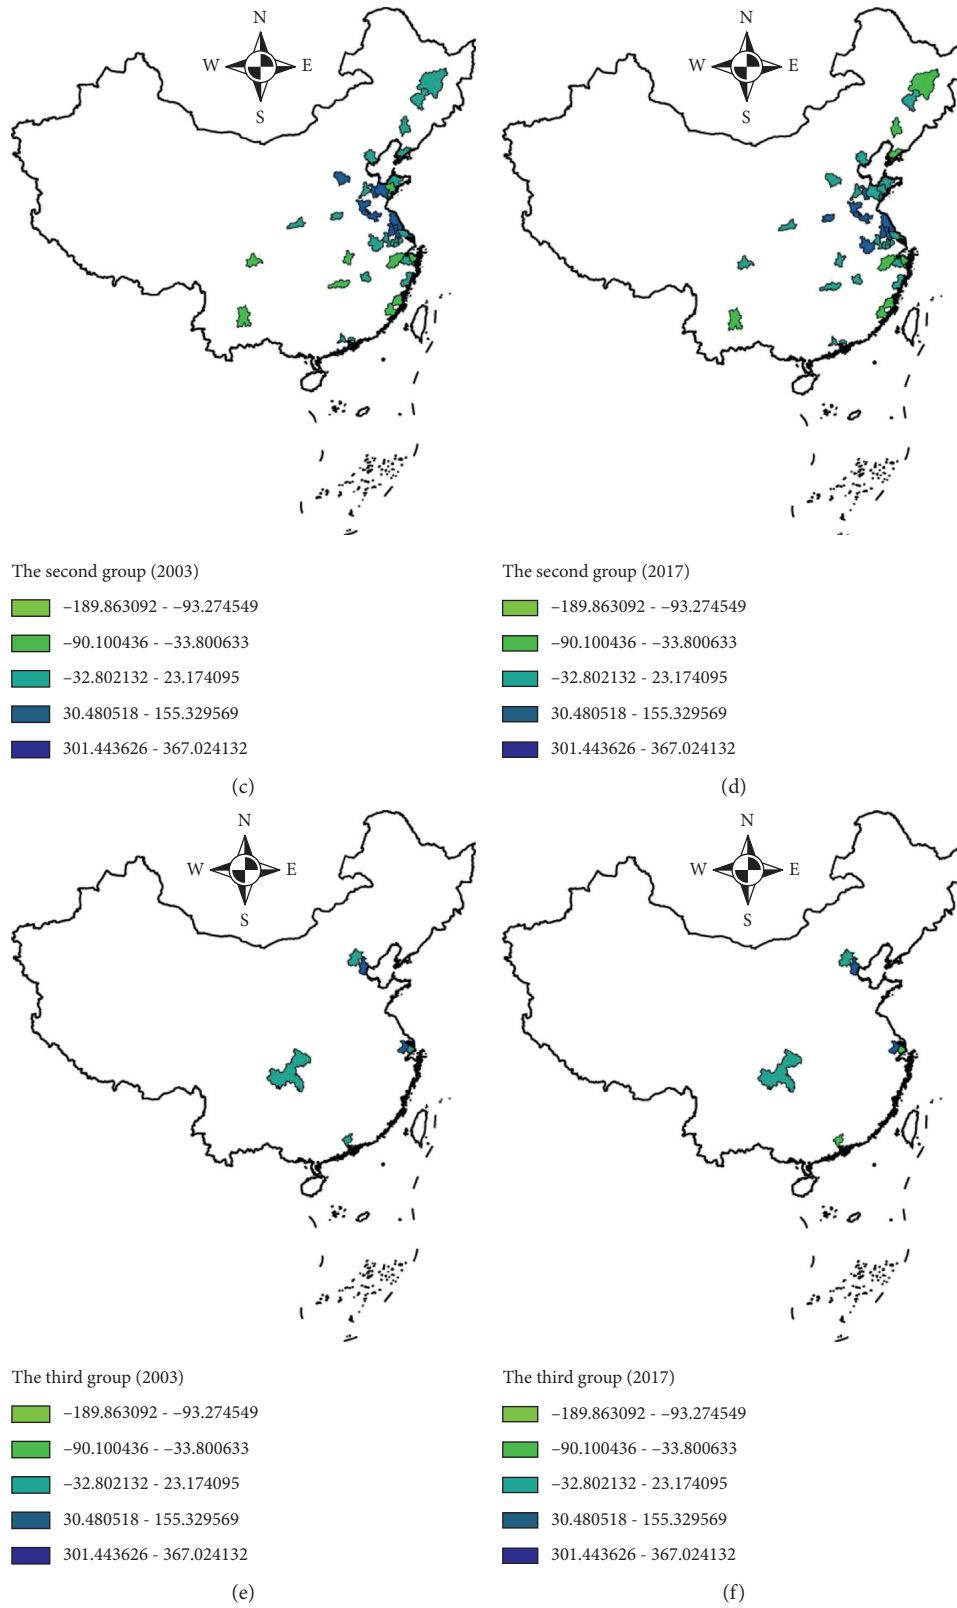 N
W E
S
N
W E
S
The second group (2003)
–189.863092 - –93.274549
–90.100436 - –33.800633
–32.802132 - 23.174095
30.480518 - 155.329569
301.443626 - 367.024132
(c)
The second group (2017)
–189.863092 - –93.274549
–90.100436 - –33.800633
–32.802132 - 23.174095
30.480518 - 155.329569
301.443626 - 367.024132
(d)
N
W E
S
N
W E
S
The third group (2003)
–189.863092 - –93.274549
–90.100436 - –33.800633
–32.802132 - 23.174095
30.480518 - 155.329569
301.443626 - 367.024132
(e)
The third group (2017)
–189.863092 - –93.274549
–90.100436 - –33.800633
–32.802132 - 23.174095
30.480518 - 155.329569
301.443626 - 367.024132
(f)